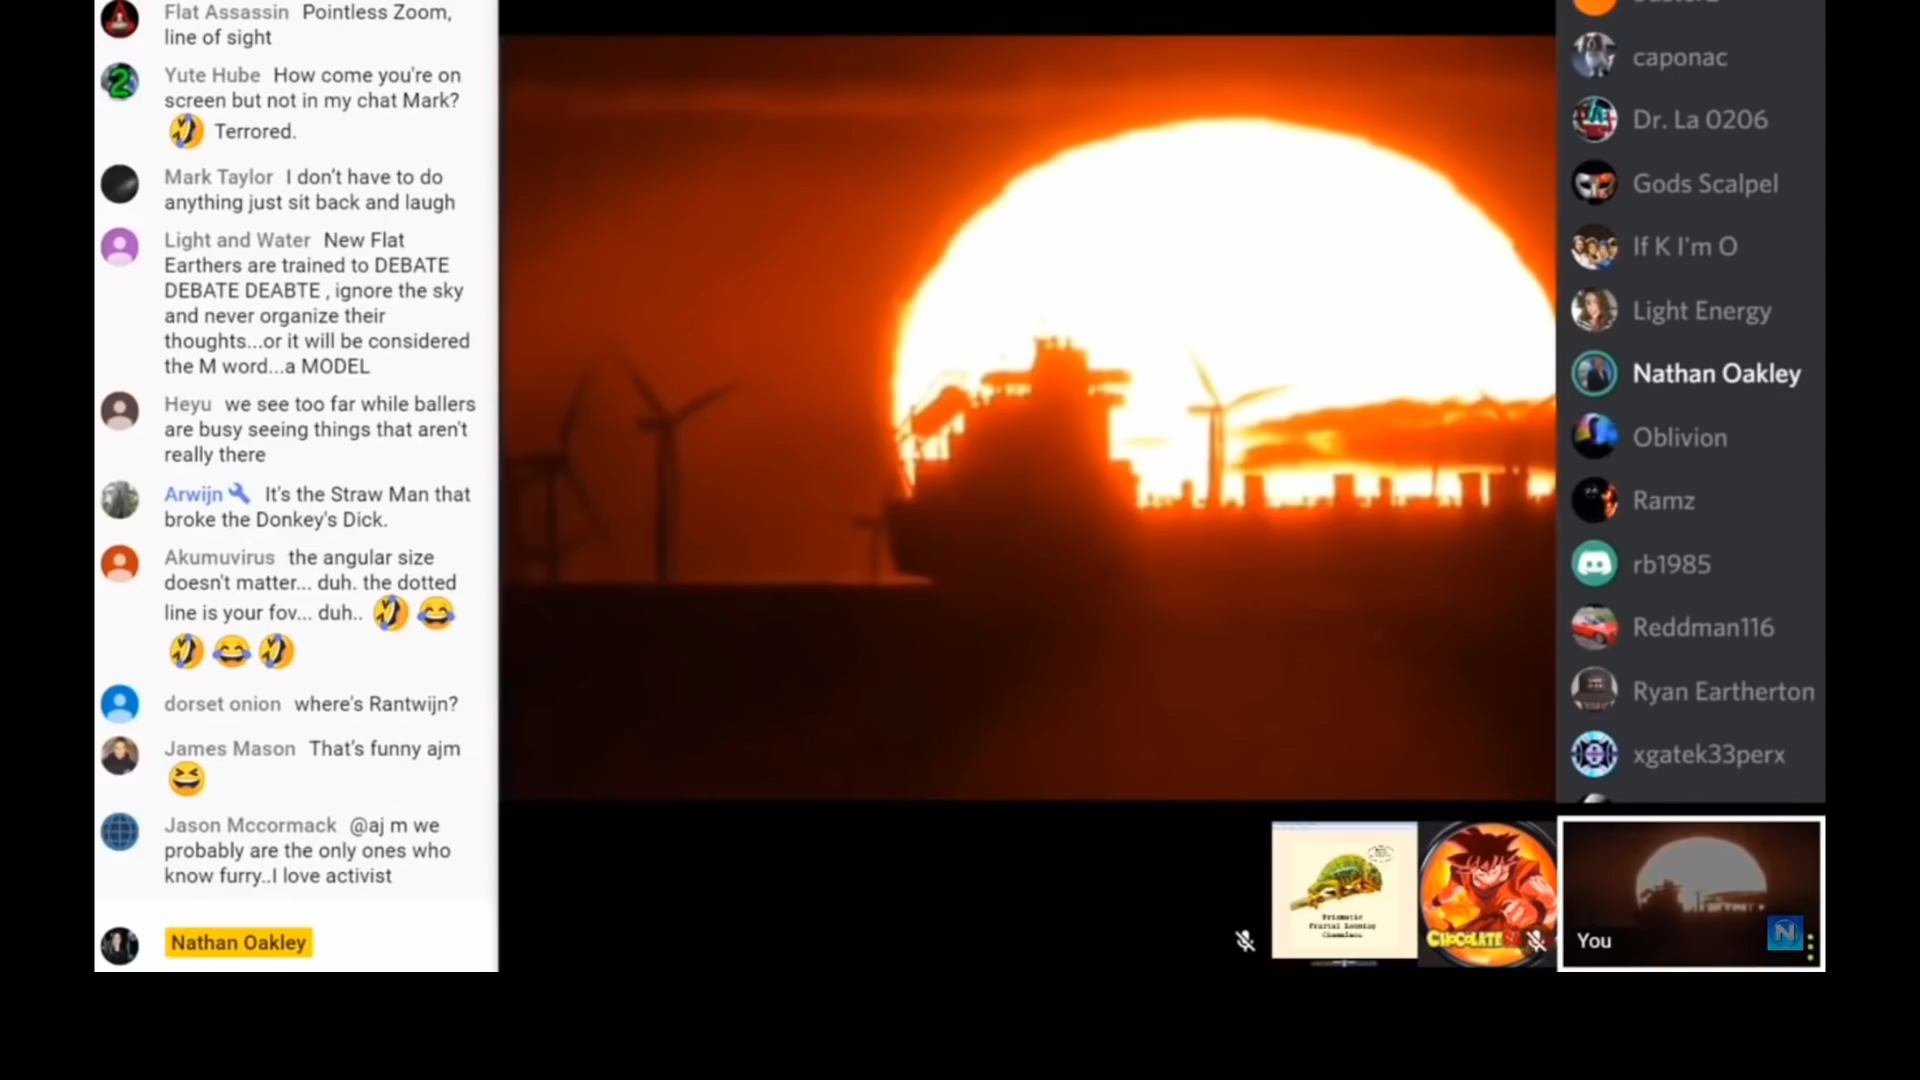 Flat Assassin Pointless Zoom,
line of sight
Yute Hube How come you're on
screen but not in my chat Mark?
🤣 Terrored.
Mark Taylor I don't have to do
anything just sit back and laugh
Light and Water New Flat
Earthers are trained to DEBATE
DEBATE DEABTE , ignore the sky
and never organize their
thoughts...or it will be considered
the M word...a MODEL
Heyu we see too far while ballers
are busy seeing things that aren't
really there
Arwijn 🔧 It's the Straw Man that
broke the Donkey's Dick.
Akumuvirus the angular size
doesn't matter... duh. the dotted
line is your fov... duh.. 🤣 😂
🤣 😂 🤣
dorset onion where's Rantwijn?
James Mason That's funny ajm
😆
Jason Mccormack @aj m we
probably are the only ones who
know furry..I love activist
Nathan Oakley
caponac
Dr. La 0206
Gods Scalpel
If K I'm O
Light Energy
Nathan Oakley
Oblivion
Ramz
rb1985
Reddman116
Ryan Eartherton
xgatek33perx
Prismatic
Fractal Looming
Chameleon
CHOCOLATE
You
N